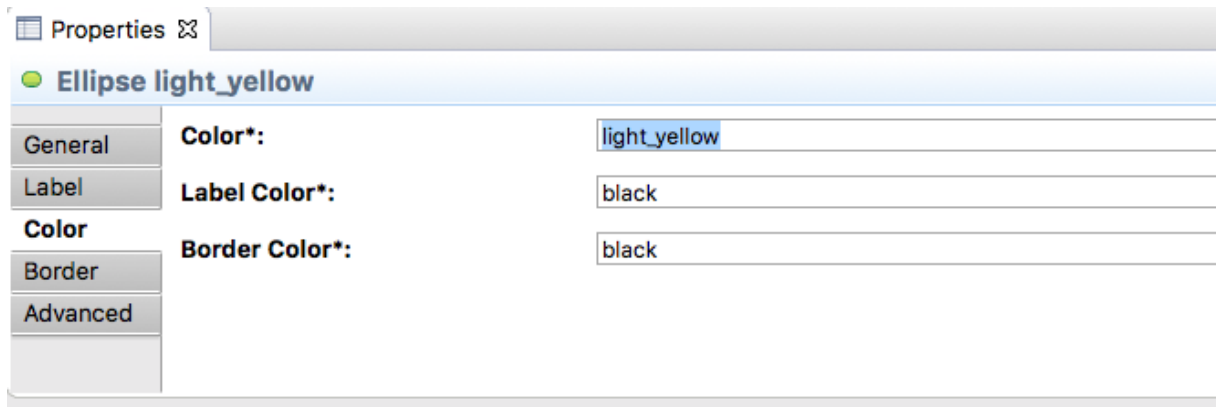 Properties
Ellipse light_yellow
General
Label
Color
Border
Advanced
Color*: light_yellow
Label Color*: black
Border Color*: black